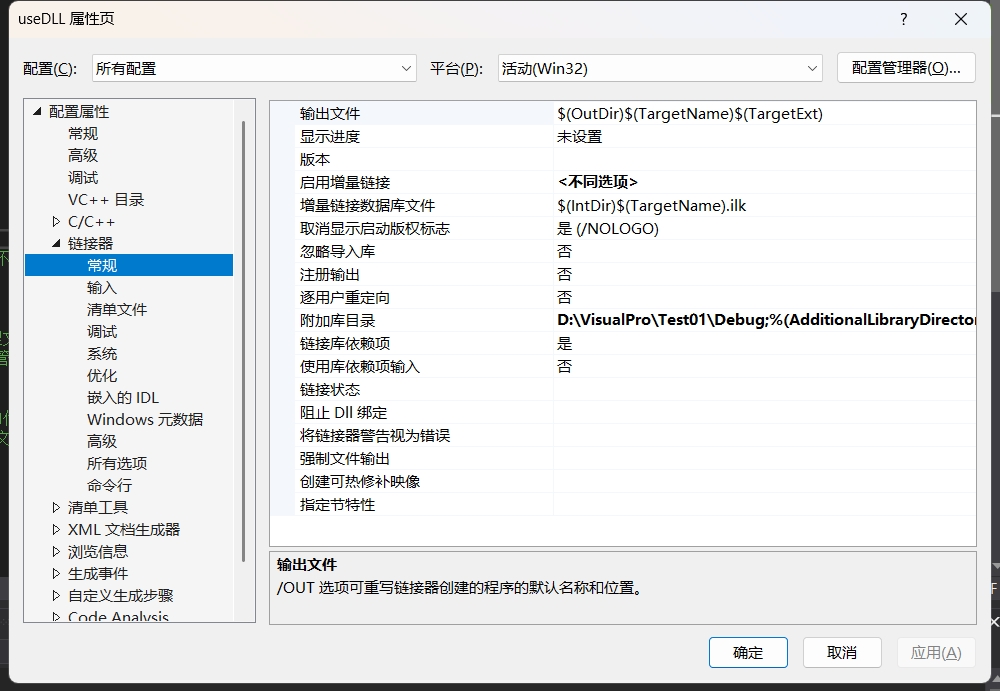 useDLL 属性页
?
配置(C):
所有配置
平台(P):
活动(Win32)
配置管理器(O)...
配置属性
常规
高级
调试
VC++ 目录
C/C++
链接器
常规
输入
清单文件
调试
系统
优化
嵌入的 IDL
Windows 元数据
高级
所有选项
命令行
清单工具
XML 文档生成器
浏览信息
生成事件
自定义生成步骤
Code Analysis
输出文件 $(OutDir)$(TargetName)$(TargetExt)
显示进度 未设置
版本
启用增量链接 <不同选项>
增量链接数据库文件 $(IntDir)$(TargetName).ilk
取消显示启动版权标志 是 (/NOLOGO)
忽略导入库 否
注册输出 否
逐用户重定向 否
附加库目录 D:\VisualPro\Test01\Debug;%(AdditionalLibraryDirector
链接库依赖项 是
使用库依赖项输入 否
链接状态
阻止 Dll 绑定
将链接器警告视为错误
强制文件输出
创建可热修补映像
指定节特性
输出文件
/OUT 选项可重写链接器创建的程序的默认名称和位置。
确定
取消
应用(A)